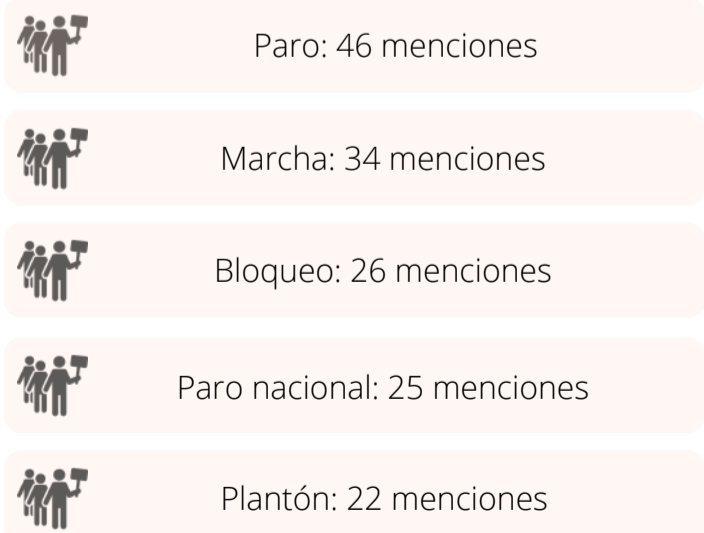 Paro: 46 menciones
Marcha: 34 menciones
Bloqueo: 26 menciones
Paro nacional: 25 menciones
Plantón: 22 menciones